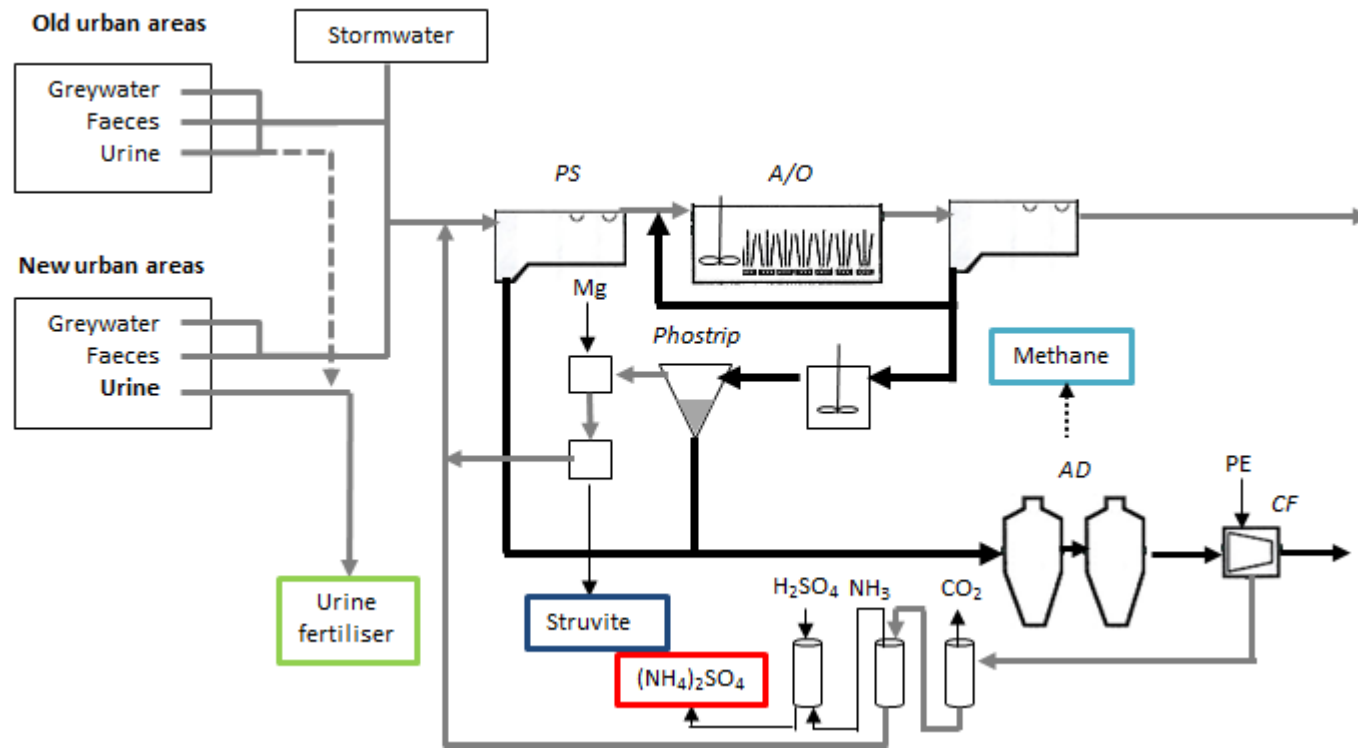 Old urban areas
Stormwater
Greywater
Faeces
Urine
PS
A/O
New urban areas
Greywater
Faeces
Urine
Mg
Phostrip
Methane
AD
PE
CF
Urine
fertiliser
Struvite
H₂SO₄
NH₃
CO₂
(NH₄)₂SO₄